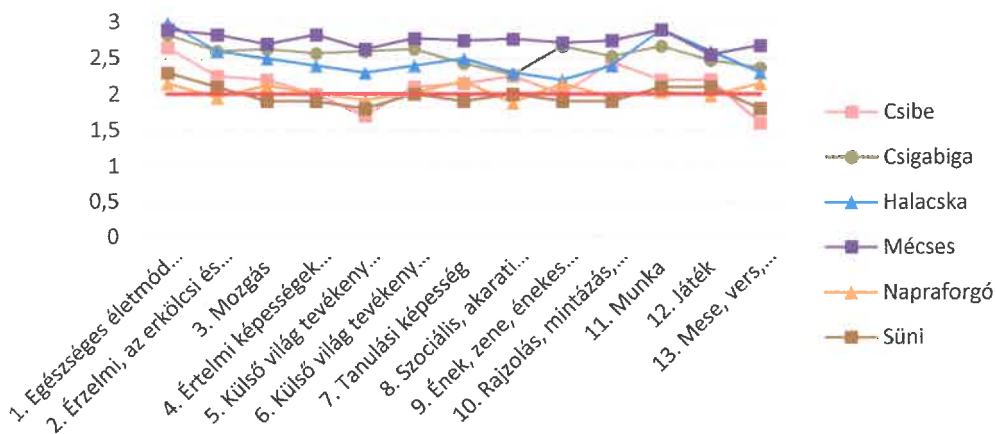 3
2,5
2
1,5
1
0,5
0
1. Egészséges életmód...
2. Érzelmi, az erkölcsi és...
3. Mozgás
4. Értelmi képességek...
5. Külső világ tevékeny...
6. Külső világ tevékeny...
7. Tanulási képesség
8. Szociális, akarati...
9. Ének, zene, énekes...
10. Rajzolás, mintázás,...
11. Munka
12. Játék
13. Mese, vers,...
Csibe
Csigabiga
Halacska
Mécses
Napraforgó
Süni